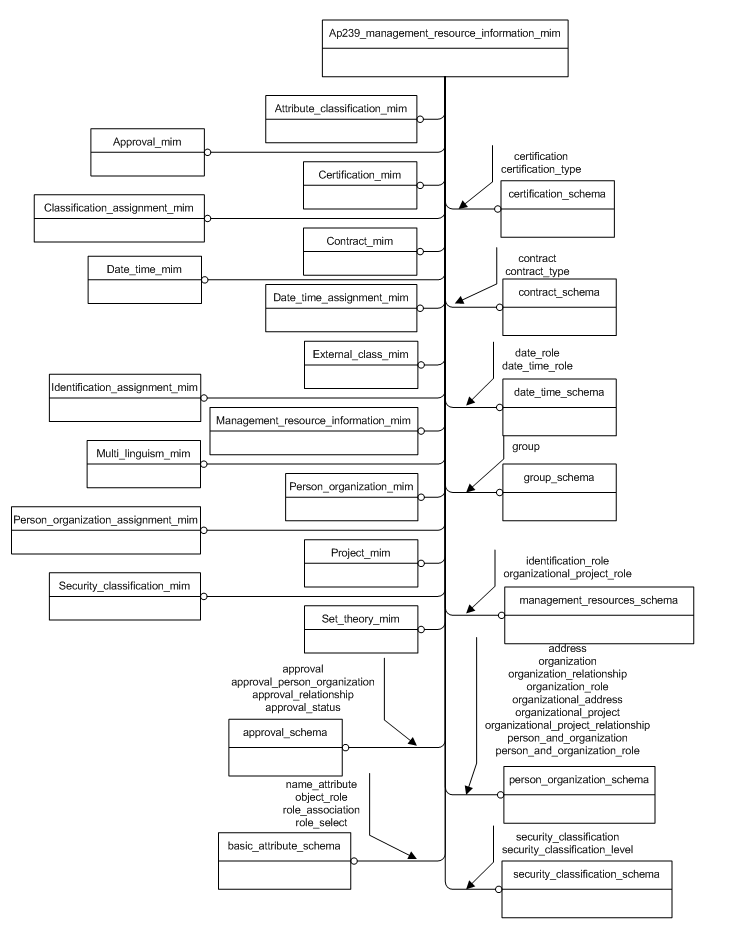 Ap239_management_resource_information_mim
Attribute_classification_mim
Approval_mim
Certification_mim
Classification_assignment_mim
Contract_mim
Date_time_mim
Date_time_assignment_mim
External_class_mim
Identification_assignment_mim
Management_resource_information_mim
Multi_linguism_mim
Person_organization_mim
Person_organization_assignment_mim
Project_mim
Security_classification_mim
Set_theory_mim
approval
approval_person_organization
approval_relationship
approval_status
approval_schema
name_attribute
object_role
role_association
role_select
basic_attribute_schema
certification
certification_type
certification_schema
contract
contract_type
contract_schema
date_role
date_time_role
date_time_schema
group
group_schema
identification_role
organizational_project_role
management_resources_schema
address
organization
organization_relationship
organization_role
organizational_address
organizational_project
organizational_project_relationship
person_and_organization
person_and_organization_role
person_organization_schema
security_classification
security_classification_level
security_classification_schema